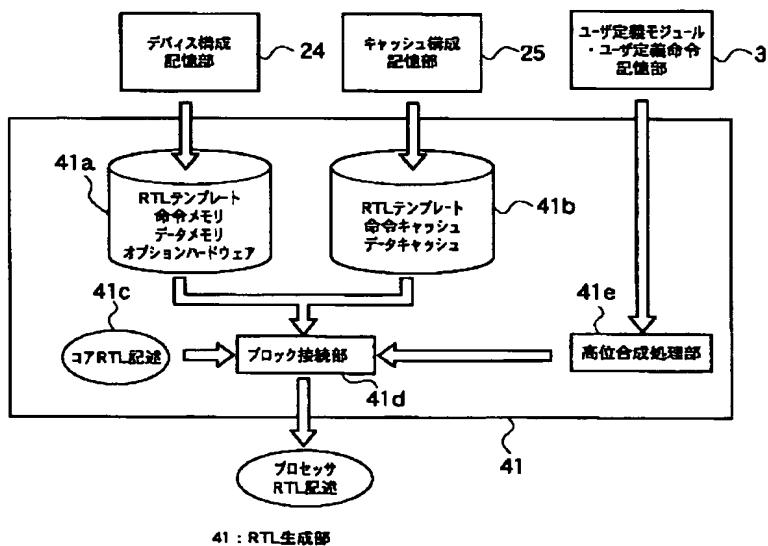 デバイス構成
記憶部
24
キャッシュ構成
記憶部
25
ユーザ定義モジュール
・ユーザ定義命令
記憶部
3
41a
RTLテンプレート
命令メモリ
データメモリ
オプションハードウェア
RTLテンプレート
命令キャッシュ
データキャッシュ
41b
41c
コアRTL記述
ブロック接続部
41d
41e
高位合成処理部
41
プロセッサ
RTL記述
41：RTL生成部